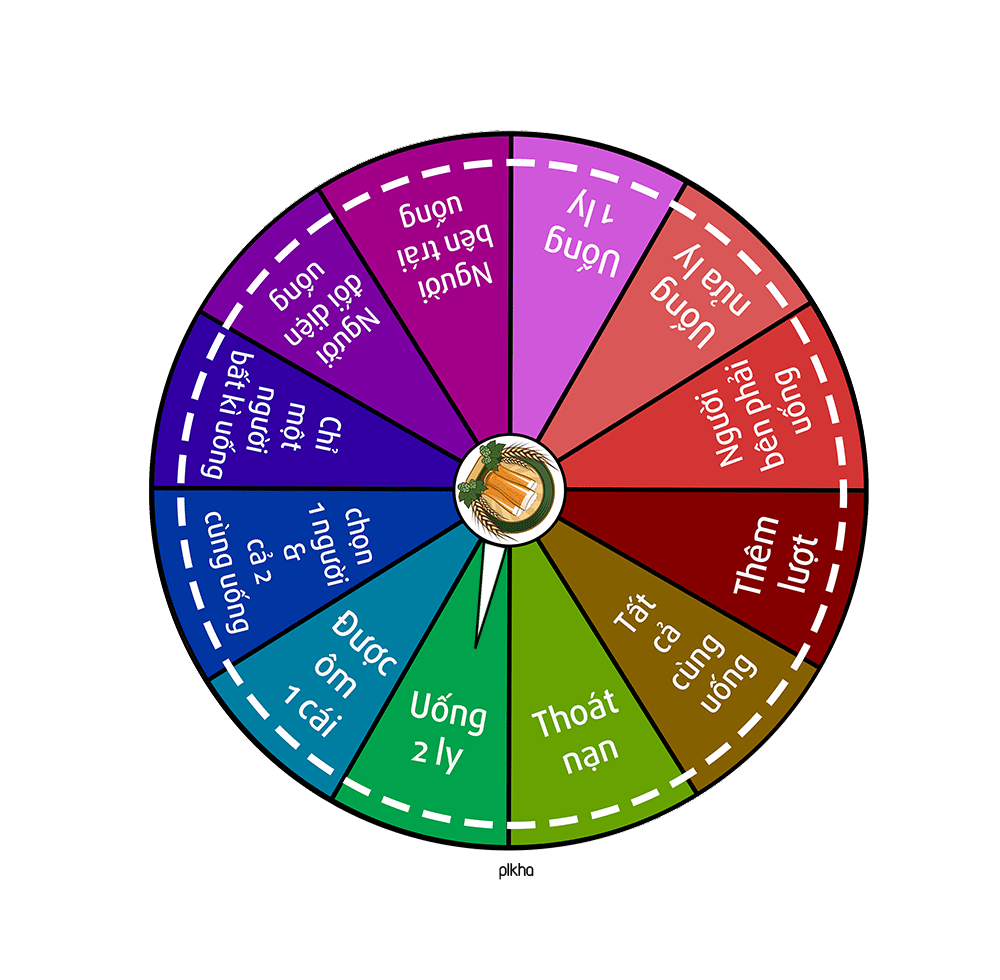 Uống
1 ly
Uống
nửa ly
Người
bên phải
uống
Thêm
lượt
Tất
cả
cùng
uống
Thoát
nạn
Uống
2 ly
Được
ôm
1 cái
chọn
1 người
&
cả 2
cùng uống
Chỉ
một
người
bất kì uống
Người
đối diện
uống
Người
bên trái
uống
plkha